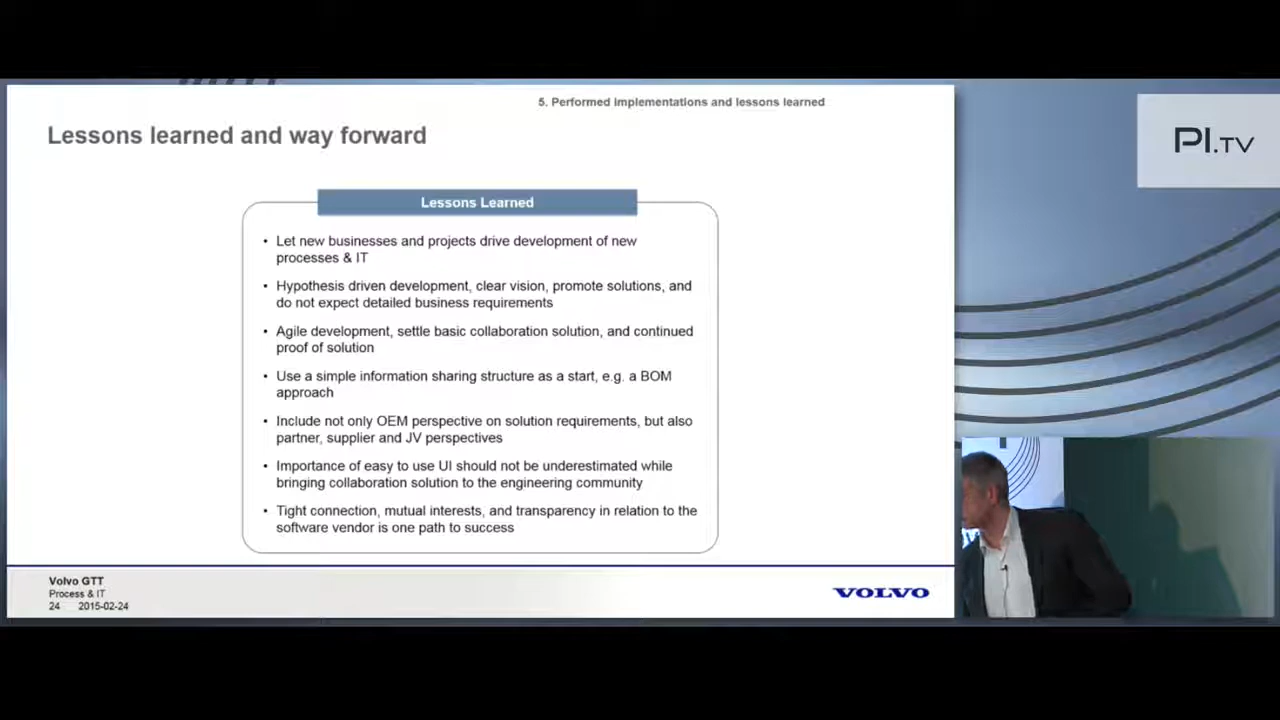 5. Performed implementations and lessons learned
Lessons learned and way forward
PI.TV
Lessons Learned
• Let new businesses and projects drive development of new
processes & IT
• Hypothesis driven development, clear vision, promote solutions, and
do not expect detailed business requirements
• Agile development, settle basic collaboration solution, and continued
proof of solution
• Use a simple information sharing structure as a start, e.g. a BOM
approach
• Include not only OEM perspective on solution requirements, but also
partner, supplier and JV perspectives
• Importance of easy to use UI should not be underestimated while
bringing collaboration solution to the engineering community
• Tight connection, mutual interests, and transparency in relation to the
software vendor is one path to success
Volvo GTT
Process & IT
24 2015-02-24
VOLVO